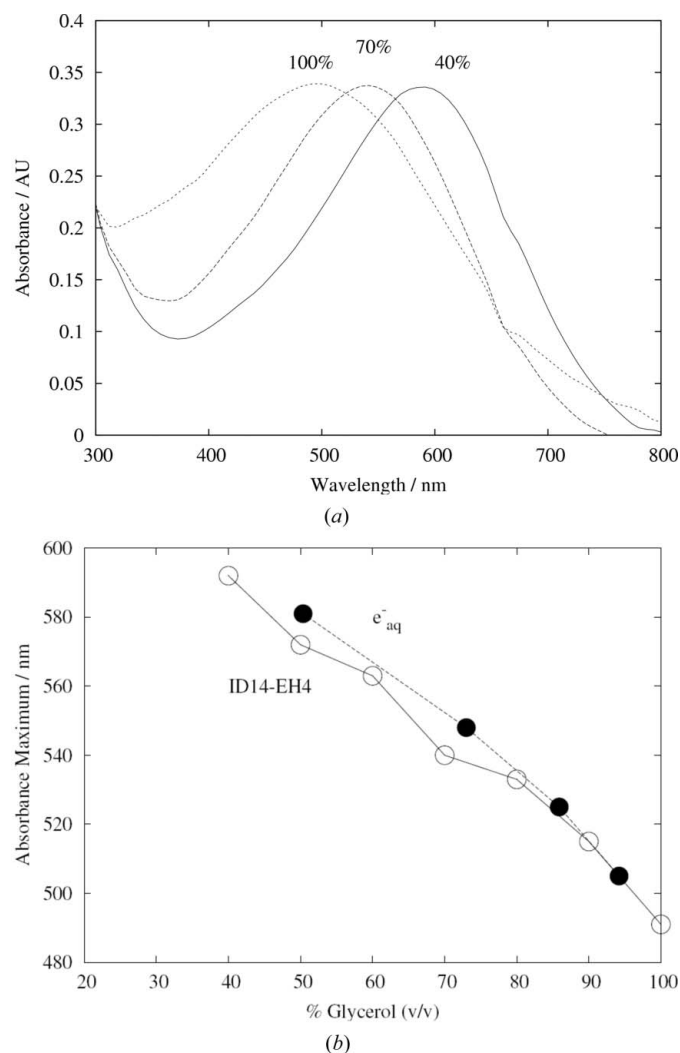 100% 70% 40%
0.4
0.35
0.3
0.25
0.2
0.15
0.1
0.05
0
Absorbance / AU
300 400 500 600 700 800
Wavelength / nm
(a)
600
580
560
540
520
500
480
Absorbance Maximum / nm
e⁻aq
ID14-EH4
20 30 40 50 60 70 80 90 100
% Glycerol (v/v)
(b)